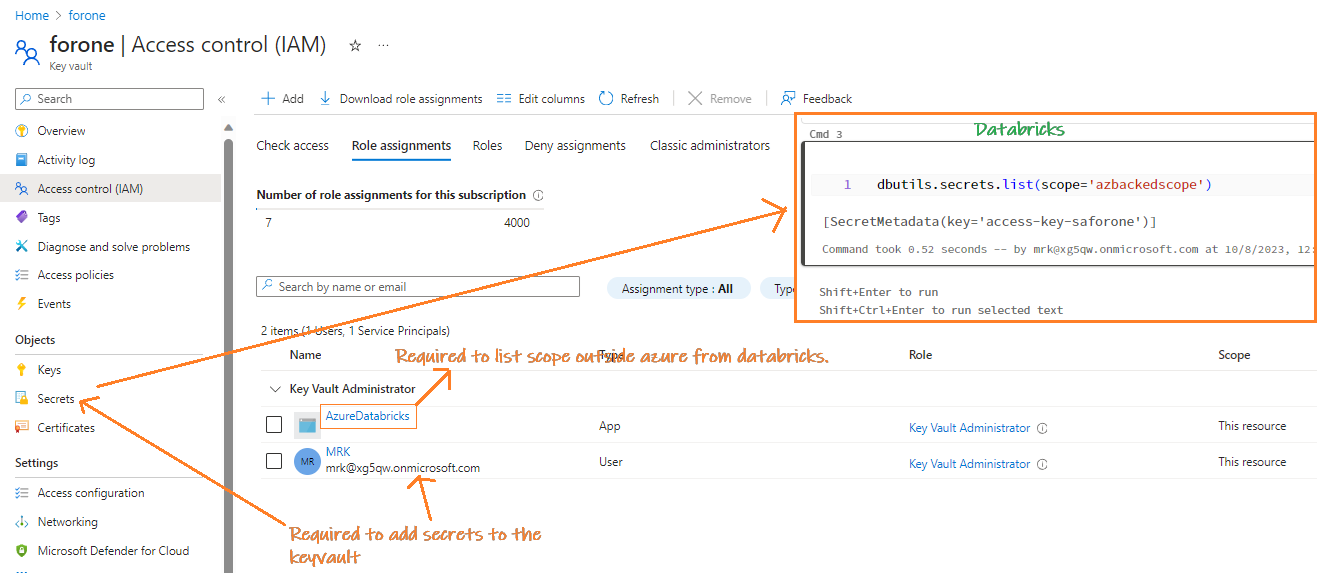 Home > forone
forone | Access control (IAM) ☆ ...
Key vault
Search «
Overview
Activity log
Access control (IAM)
Tags
Diagnose and solve problems
Access policies
Events
Objects
Keys
Secrets
Certificates
Settings
Access configuration
Networking
Microsoft Defender for Cloud
Add Download role assignments Edit columns Refresh Remove Feedback
Check access Role assignments Roles Deny assignments Classic administrators
Number of role assignments for this subscription
7 4000
Search by name or email Assignment type : All Type
2 items (1 Users, 1 Service Principals)
Name Type Role Scope
Required to list scope outside azure from databricks.
Key Vault Administrator
AzureDatabricks App Key Vault Administrator This resource
MR MRK
mrk@xg5qw.onmicrosoft.com User Key Vault Administrator This resource
Required to add secrets to the
keyvault
Databricks
Cmd 3
1 dbutils.secrets.list(scope='azbackedscope')
[SecretMetadata(key='access-key-saforone')]
Command took 0.52 seconds -- by mrk@xg5qw.onmicrosoft.com at 10/8/2023, 12:
Shift+Enter to run
Shift+Ctrl+Enter to run selected text